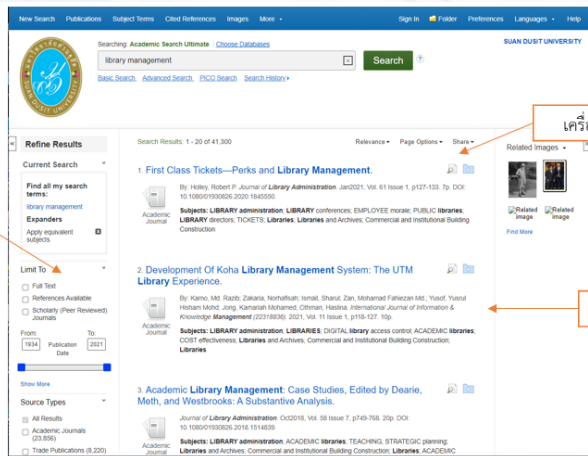 New Search Publications Subject Terms Cited References Images More
Sign In Folder Preferences Languages Help
SUAN DUSIT UNIVERSITY
Searching: Academic Search Ultimate Choose Databases
library management
Search
Basic Search Advanced Search PICO Search Search History
Refine Results
Current Search
Find all my search
terms:
library management
Expanders
Apply equivalent
subjects
Limit To
Full Text
References Available
Scholarly (Peer Reviewed)
Journals
From:
To:
1934
Publication
Date
2021
Show More
Source Types
All Results
Academic Journals
(23,856)
Trade Publications (8,220)
Search Results: 1 - 20 of 41,300
Relevance Page Options Share
1. First Class Tickets—Perks and Library Management.
By: Holley, Robert P. Journal of Library Administration. Jan2021, Vol. 61 Issue 1, p127-133. 7p. DOI:
10.1080/01930826.2020.1845550.
Subjects: LIBRARY administration; LIBRARY conferences; EMPLOYEE morale; PUBLIC libraries;
LIBRARY directors; TICKETS; Libraries; Libraries and Archives; Commercial and Institutional Building
Construction
Academic
Journal
2. Development Of Koha Library Management System: The UTM
Library Experience.
By: Karno, Md. Razib; Zakaria, Norhafisah; Ismail, Sharul; Zan, Mohamad Fahiezan Md.; Yusof, Yusrul
Hisham Mohd; Jong, Kamariah Mohamed; Othman, Haslina. International Journal of Information &
Knowledge Management (22318836). 2021, Vol. 11 Issue 1, p118-127. 10p.
Subjects: LIBRARY administration; LIBRARIES; DIGITAL library access control; ACADEMIC libraries;
COST effectiveness; Libraries and Archives; Commercial and Institutional Building Construction;
Libraries
Academic
Journal
3. Academic Library Management: Case Studies, Edited by Dearie,
Meth, and Westbrooks: A Substantive Analysis.
Journal of Library Administration. Oct2018, Vol. 58 Issue 7, p749-768. 20p. DOI:
10.1080/01930826.2018.1514839.
Subjects: LIBRARY administration; ACADEMIC libraries; TEACHING; STRATEGIC planning;
Libraries and Archives; Commercial and Institutional Building Construction; Libraries; ACADEMIC
Academic
Journal
Related Images
Related
image
Related
image
Find More